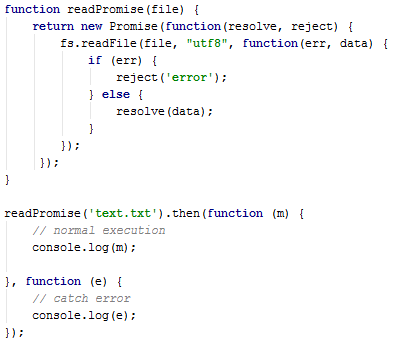 function readPromise(file) {
    return new Promise(function(resolve, reject) {
        fs.readFile(file, "utf8", function(err, data) {
            if (err) {
                reject('error');
            } else {
                resolve(data);
            }
        });
     });
}

readPromise('text.txt').then(function (m) {
    // normal execution
    console.log(m);

}, function (e) {
    // catch error
    console.log(e);
});